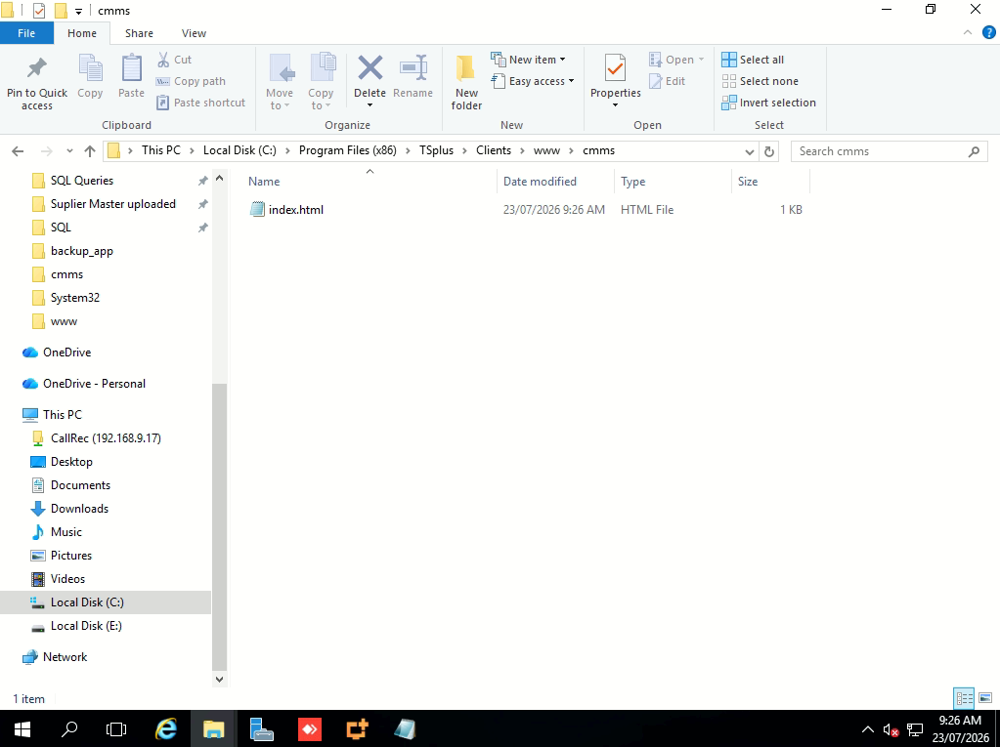 cmms
File Home Share View
Pin to Quick access
Copy
Paste
Cut
Copy path
Paste shortcut
Clipboard
Move to
Copy to
Delete
Rename
Organize
New folder
New item
Easy access
New
Properties
Open
Edit
Open
Select all
Select none
Invert selection
Select
This PC > Local Disk (C:) > Program Files (x86) > TSplus > Clients > www > cmms
Search cmms
SQL Queries
Suplier Master uploaded
SQL
backup_app
cmms
System32
www
OneDrive
OneDrive - Personal
This PC
CallRec (192.168.9.17)
Desktop
Documents
Downloads
Music
Pictures
Videos
Local Disk (C:)
Local Disk (E:)
Network
Name Date modified Type Size
index.html 23/07/2026 9:26 AM HTML File 1 KB
1 item
9:26 AM
23/07/2026